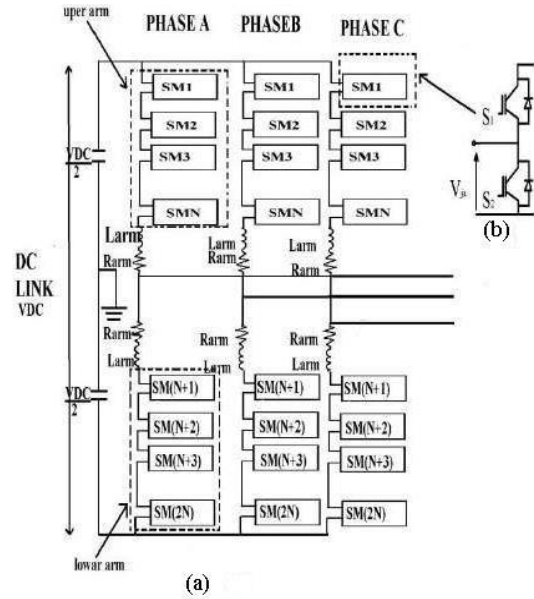 uper arm
PHASE A PHASEB PHASE C
SM1 SM1 SM1
SM2 SM2 SM2
SM3 SM3 SM3
SMN SMN SMN
S1
S2
(b)
VDC
2
Larm Larm Larm
Rarm Rarm Rarm
DC
LINK
VDC
Rarm Rarm Rarm
Larm Larm Larm
VDC
2
SM(N+1) SM(N+1) SM(N+1)
SM(N+2) SM(N+2) SM(N+2)
SM(N+3) SM(N+3) SM(N+3)
SM(2N) SM(2N) SM(2N)
lowar arm
(a)